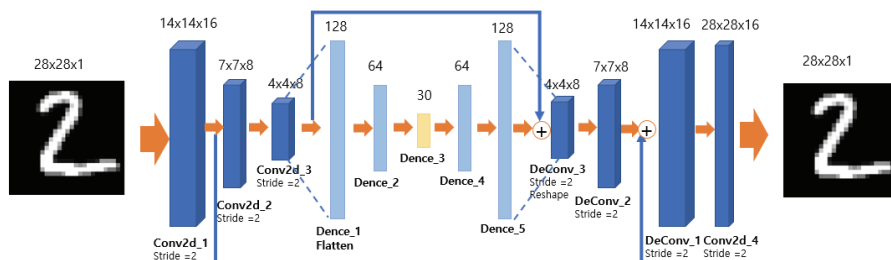 28x28x1
14x14x16
Conv2d_1
Stride =2
7x7x8
Conv2d_2
Stride =2
4x4x8
Conv2d_3
Stride =2
128
Dence_1
Flatten
64
Dence_2
30
Dence_3
64
Dence_4
128
Dence_5
+
4x4x8
DeConv_3
Stride =2
Reshape
7x7x8
DeConv_2
Stride =2
+
14x14x16
DeConv_1
Stride =2
28x28x16
Conv2d_4
Stride =2
28x28x1
2
2